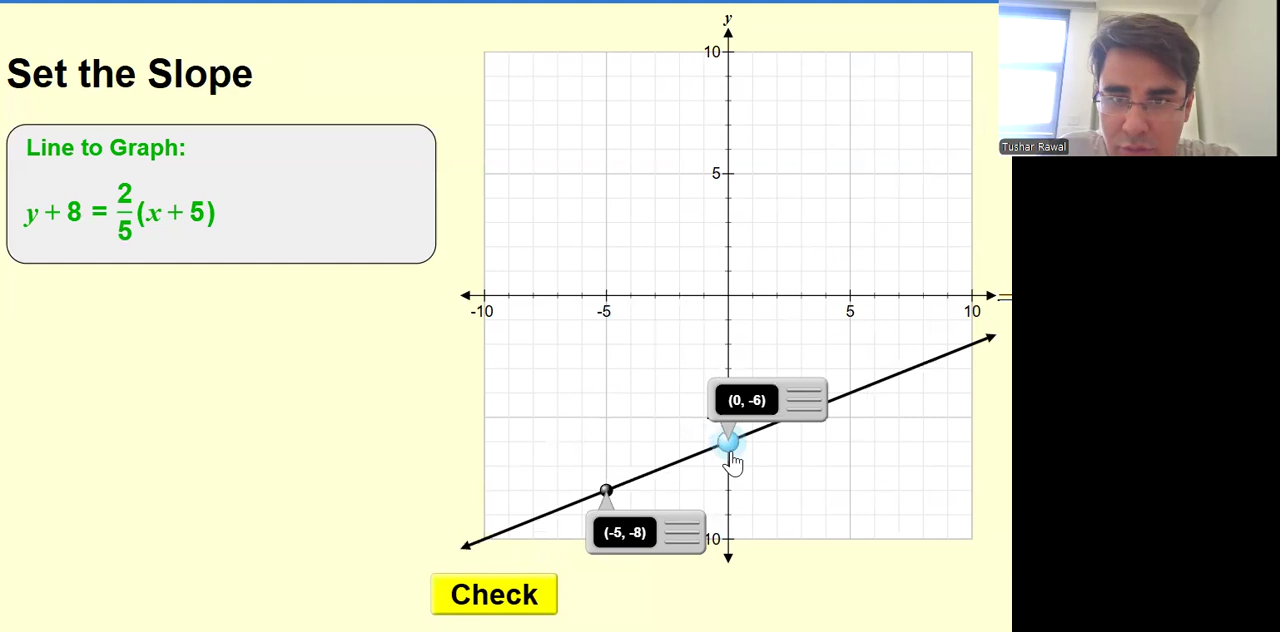 Set the Slope
Line to Graph:
y + 8 = 2/5(x + 5)
y
10
5
-10
-5
5
10
(0, -6)
(-5, -8)
10
Check
Tushar Rawal